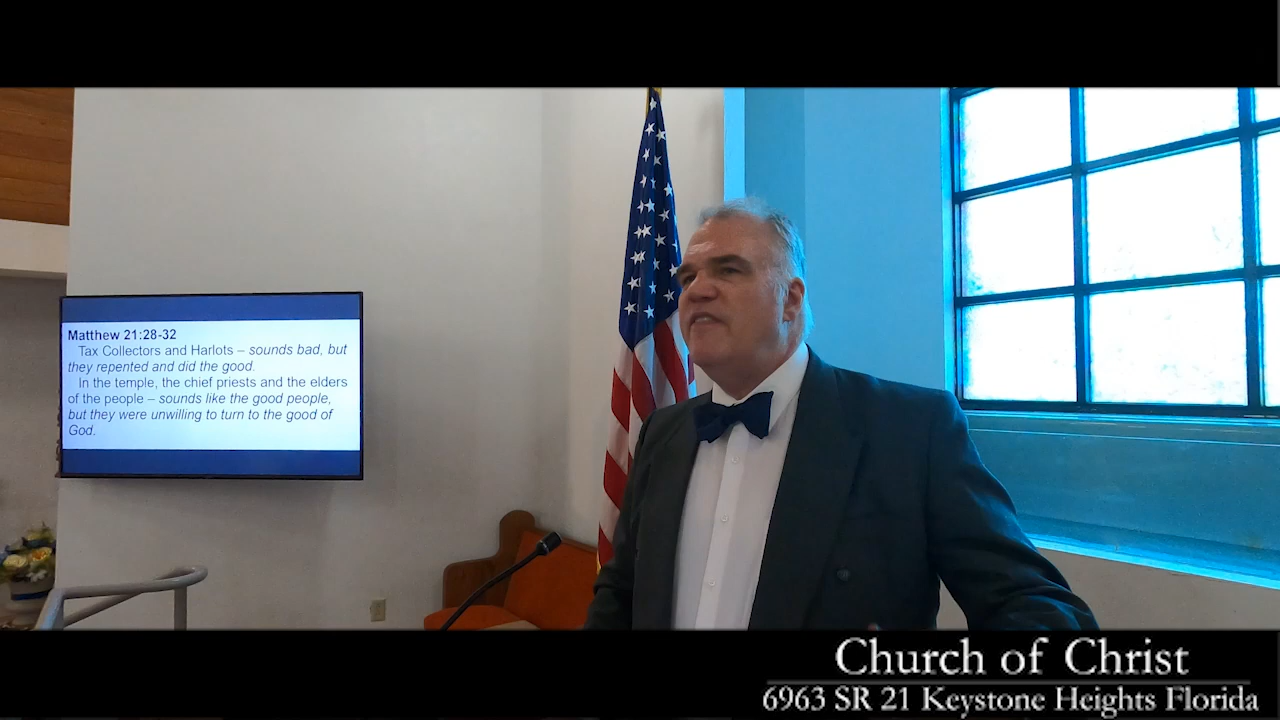 Matthew 21:28-32
Tax Collectors and Harlots – sounds bad, but
they repented and did the good.
In the temple, the chief priests and the elders
of the people – sounds like the good people,
but they were unwilling to turn to the good of
God.
Church of Christ
6963 SR 21 Keystone Heights Florida